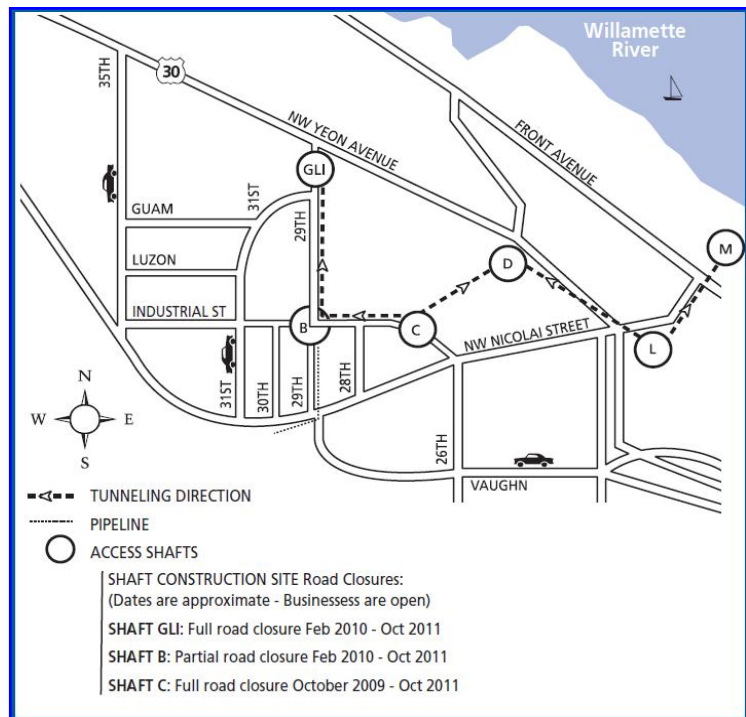 Willamette
River
35TH
30
NW YEON AVENUE
FRONT AVENUE
GLI
31ST
29TH
GUAM
M
D
LUZON
INDUSTRIAL ST
B
C
NW NICOLAI STREET
L
N
W E
S
31ST
30TH
29TH
28TH
26TH
VAUGHN
TUNNELING DIRECTION
PIPELINE
ACCESS SHAFTS
SHAFT CONSTRUCTION SITE Road Closures:
(Dates are approximate - Businessess are open)
SHAFT GLI: Full road closure Feb 2010 - Oct 2011
SHAFT B: Partial road closure Feb 2010 - Oct 2011
SHAFT C: Full road closure October 2009 - Oct 2011